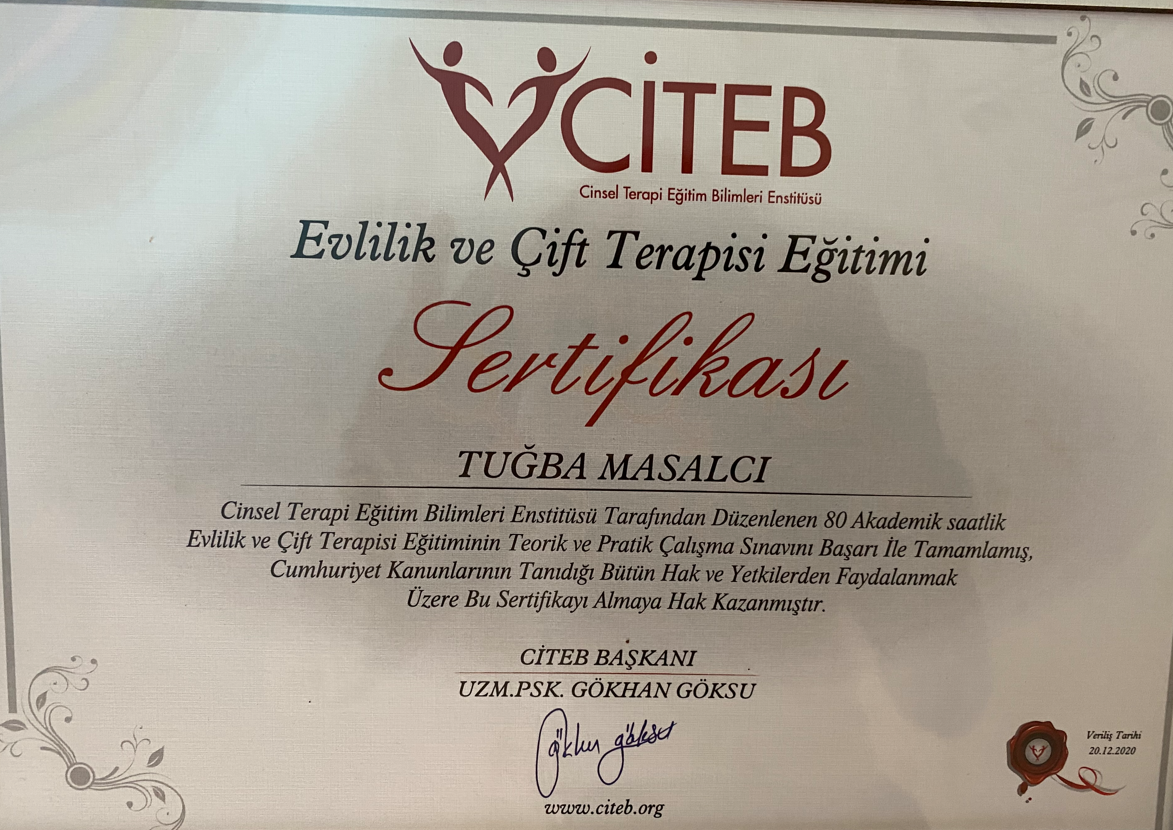 CİTEB
Cinsel Terapi Eğitim Bilimleri Enstitüsü
Evlilik ve Çift Terapisi Eğitimi
Sertifikası
TUĞBA MASALCI
Cinsel Terapi Eğitim Bilimleri Enstitüsü Tarafından Düzenlenen 80 Akademik saatlik
Evlilik ve Çift Terapisi Eğitiminin Teorik ve Pratik Çalışma Sınavını Başarı İle Tamamlamış,
Cumhuriyet Kanunlarının Tanıdığı Bütün Hak ve Yetkilerden Faydalanmak
Üzere Bu Sertifikayı Almaya Hak Kazanmıştır.
CİTEB BAŞKANI
UZM.PSK. GÖKHAN GÖKSU
gökhan göksu
www.citeb.org
Veriliş Tarihi
20.12.2020